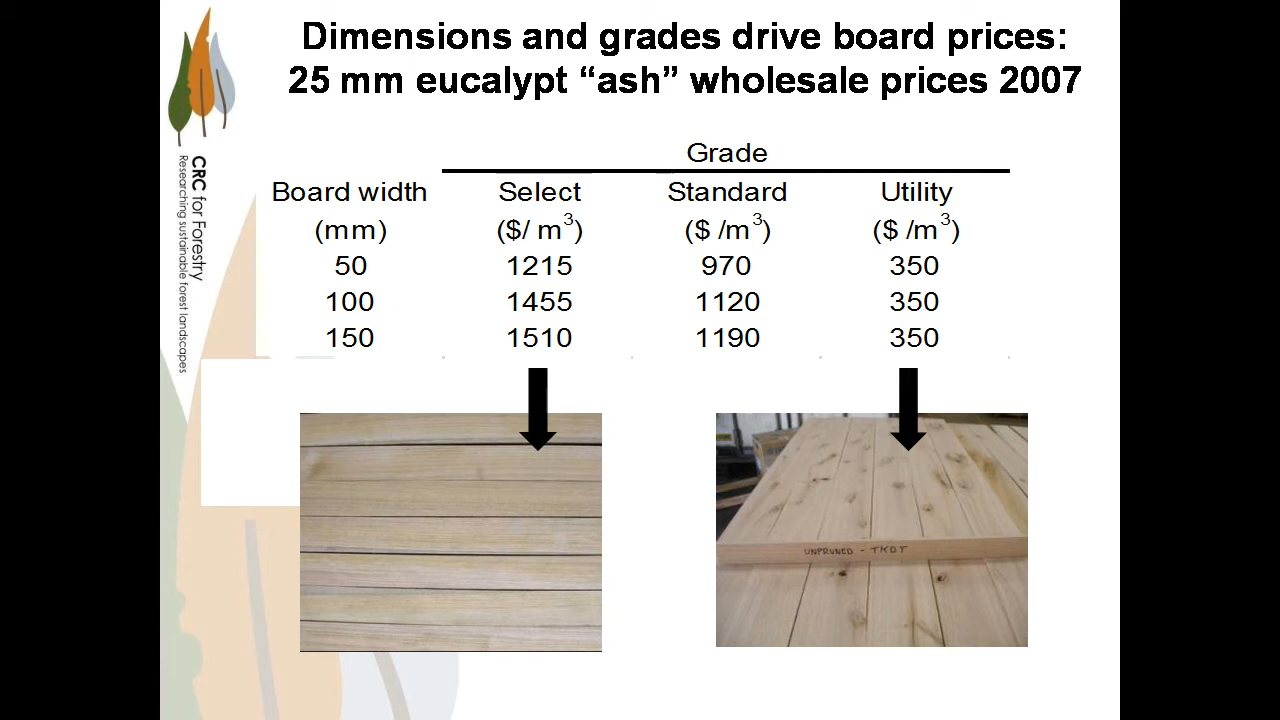 Dimensions and grades drive board prices:
25 mm eucalypt “ash” wholesale prices 2007
CRC for Forestry
Researching sustainable forest landscapes
Grade
Board width Select Standard Utility
(mm) ($/ m³) ($ /m³) ($ /m³)
50 1215 970 350
100 1455 1120 350
150 1510 1190 350
UNPRUNED - TKDT